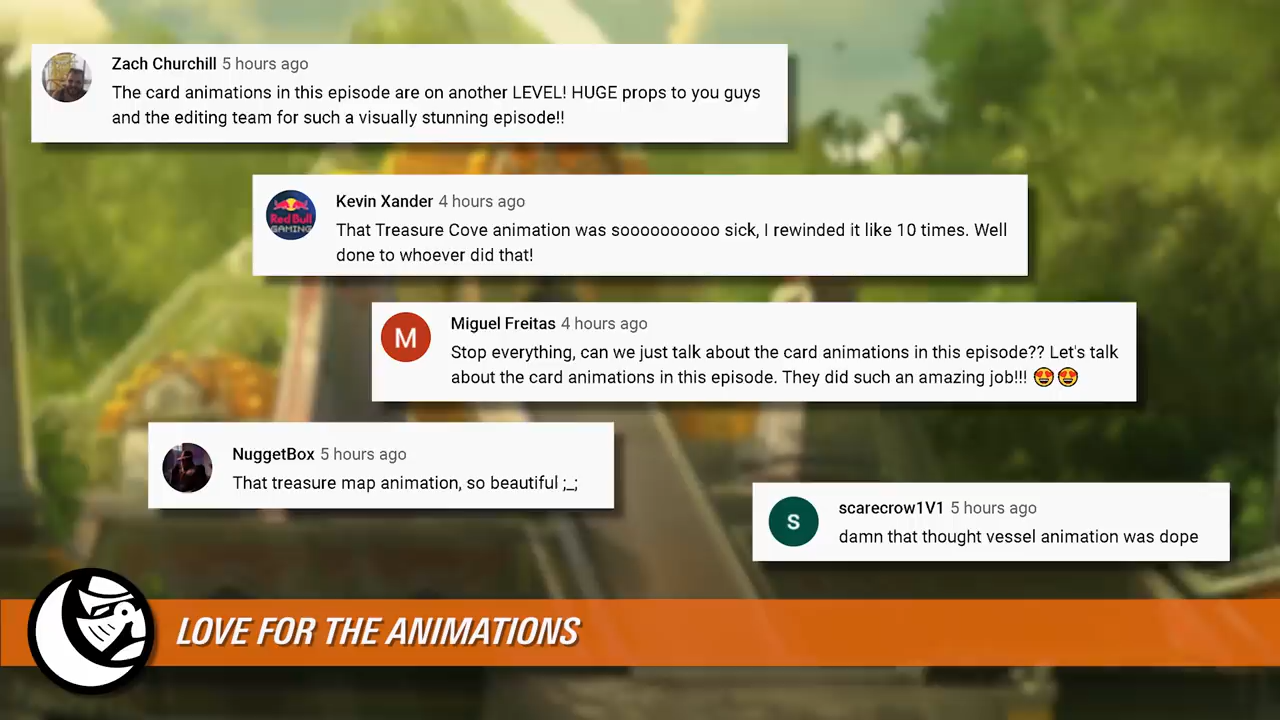 Zach Churchill 5 hours ago
The card animations in this episode are on another LEVEL! HUGE props to you guys
and the editing team for such a visually stunning episode!!
Red Bull
GAMING
Kevin Xander 4 hours ago
That Treasure Cove animation was soooooooooo sick, I rewinded it like 10 times. Well
done to whoever did that!
M
Miguel Freitas 4 hours ago
Stop everything, can we just talk about the card animations in this episode?? Let's talk
about the card animations in this episode. They did such an amazing job!!! 😍😍
NuggetBox 5 hours ago
That treasure map animation, so beautiful ;_;
S
scarecrow1V1 5 hours ago
damn that thought vessel animation was dope
LOVE FOR THE ANIMATIONS